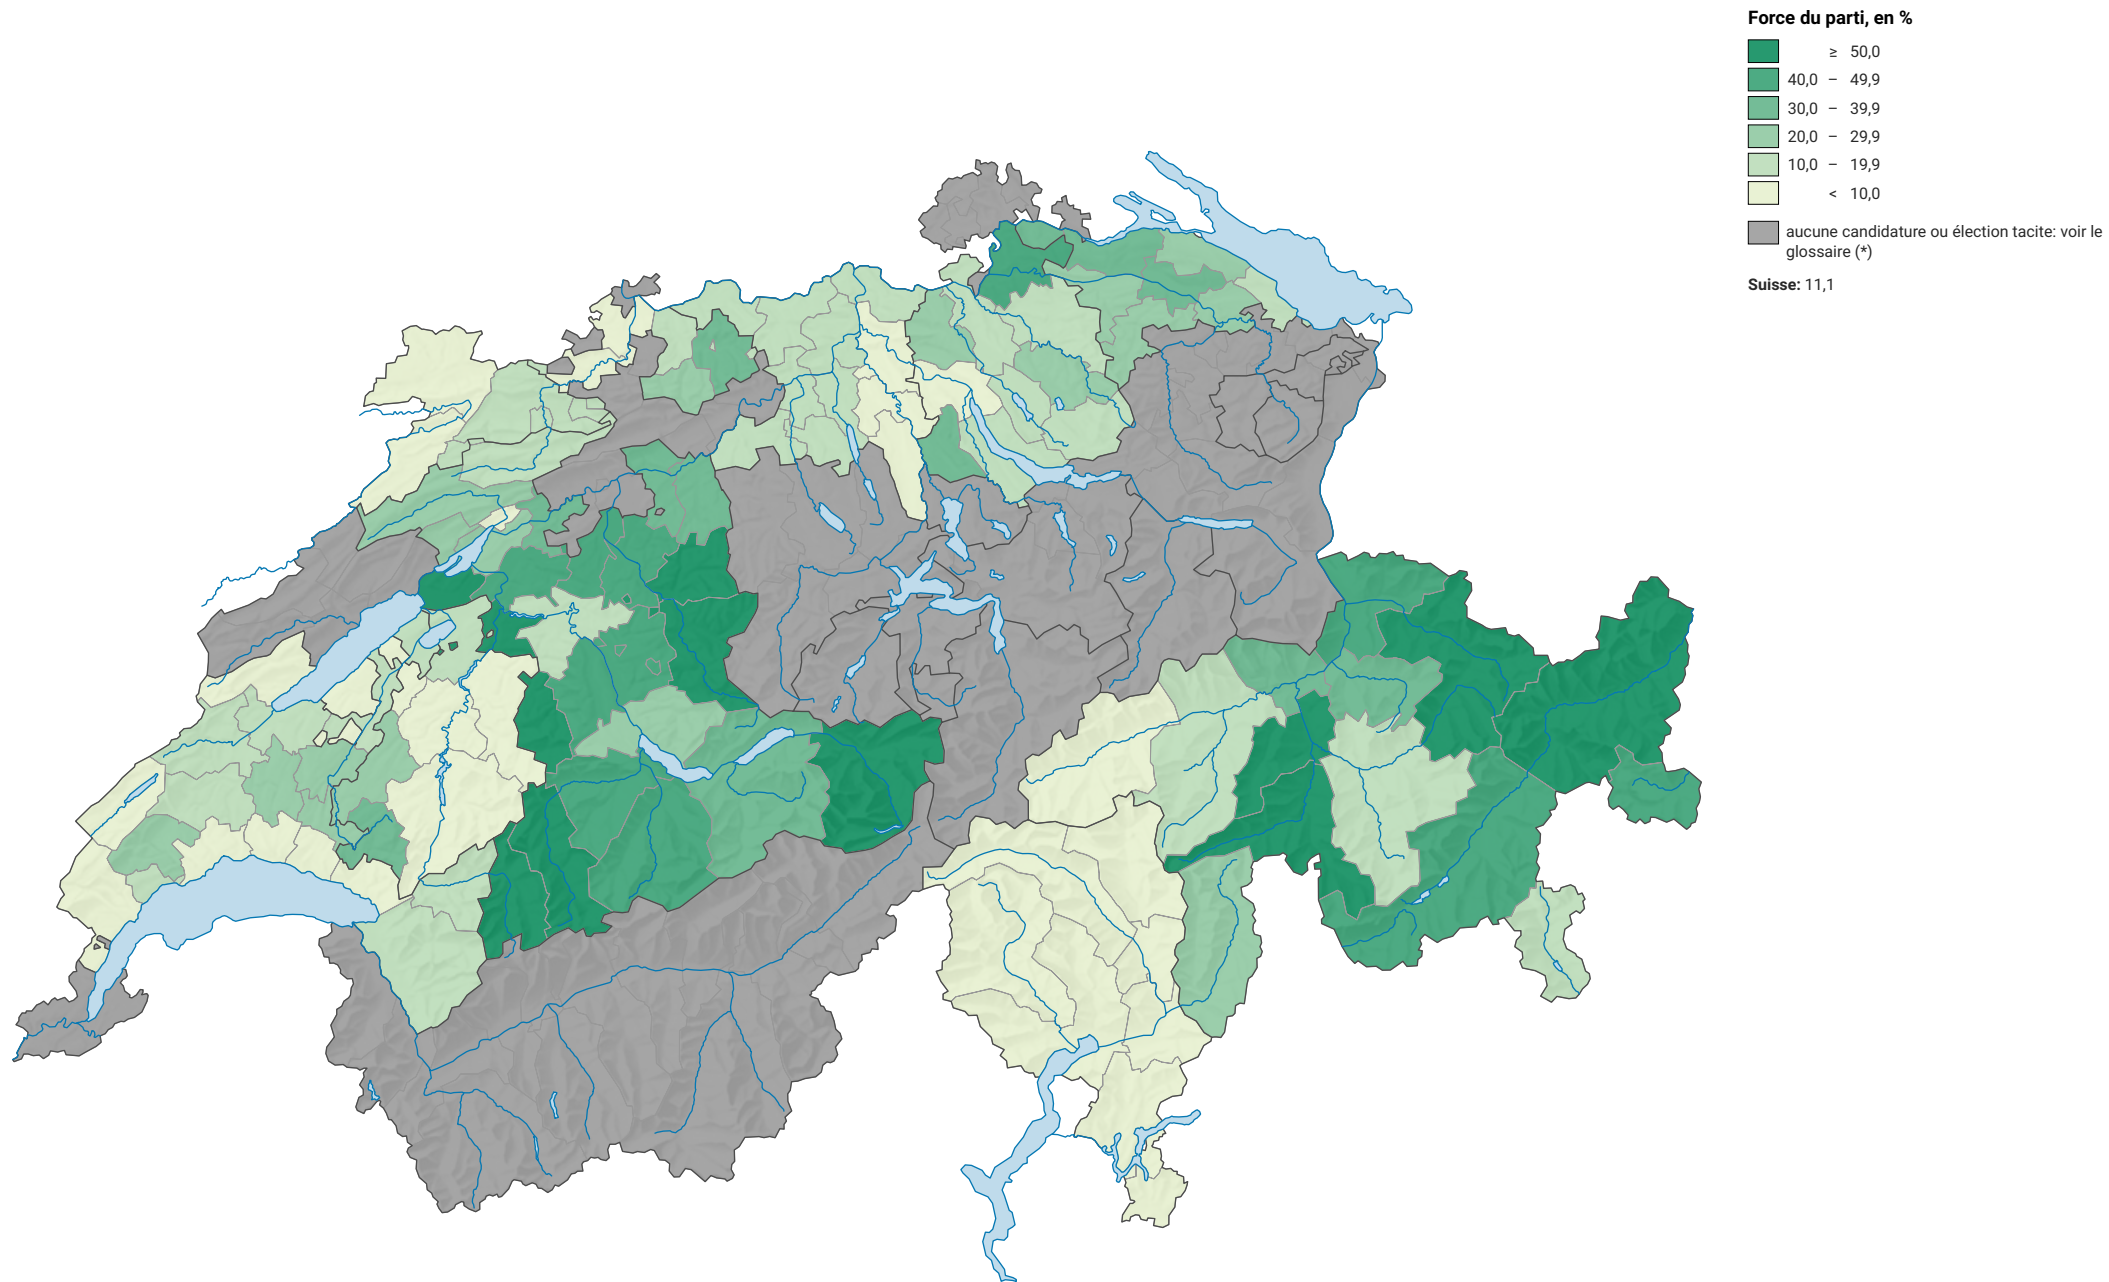 Force du parti, en %
≥ 50,0
40,0 – 49,9
30,0 – 39,9
20,0 – 29,9
10,0 – 19,9
< 10,0
aucune candidature ou élection tacite: voir le
glossaire (*)
Suisse: 11,1